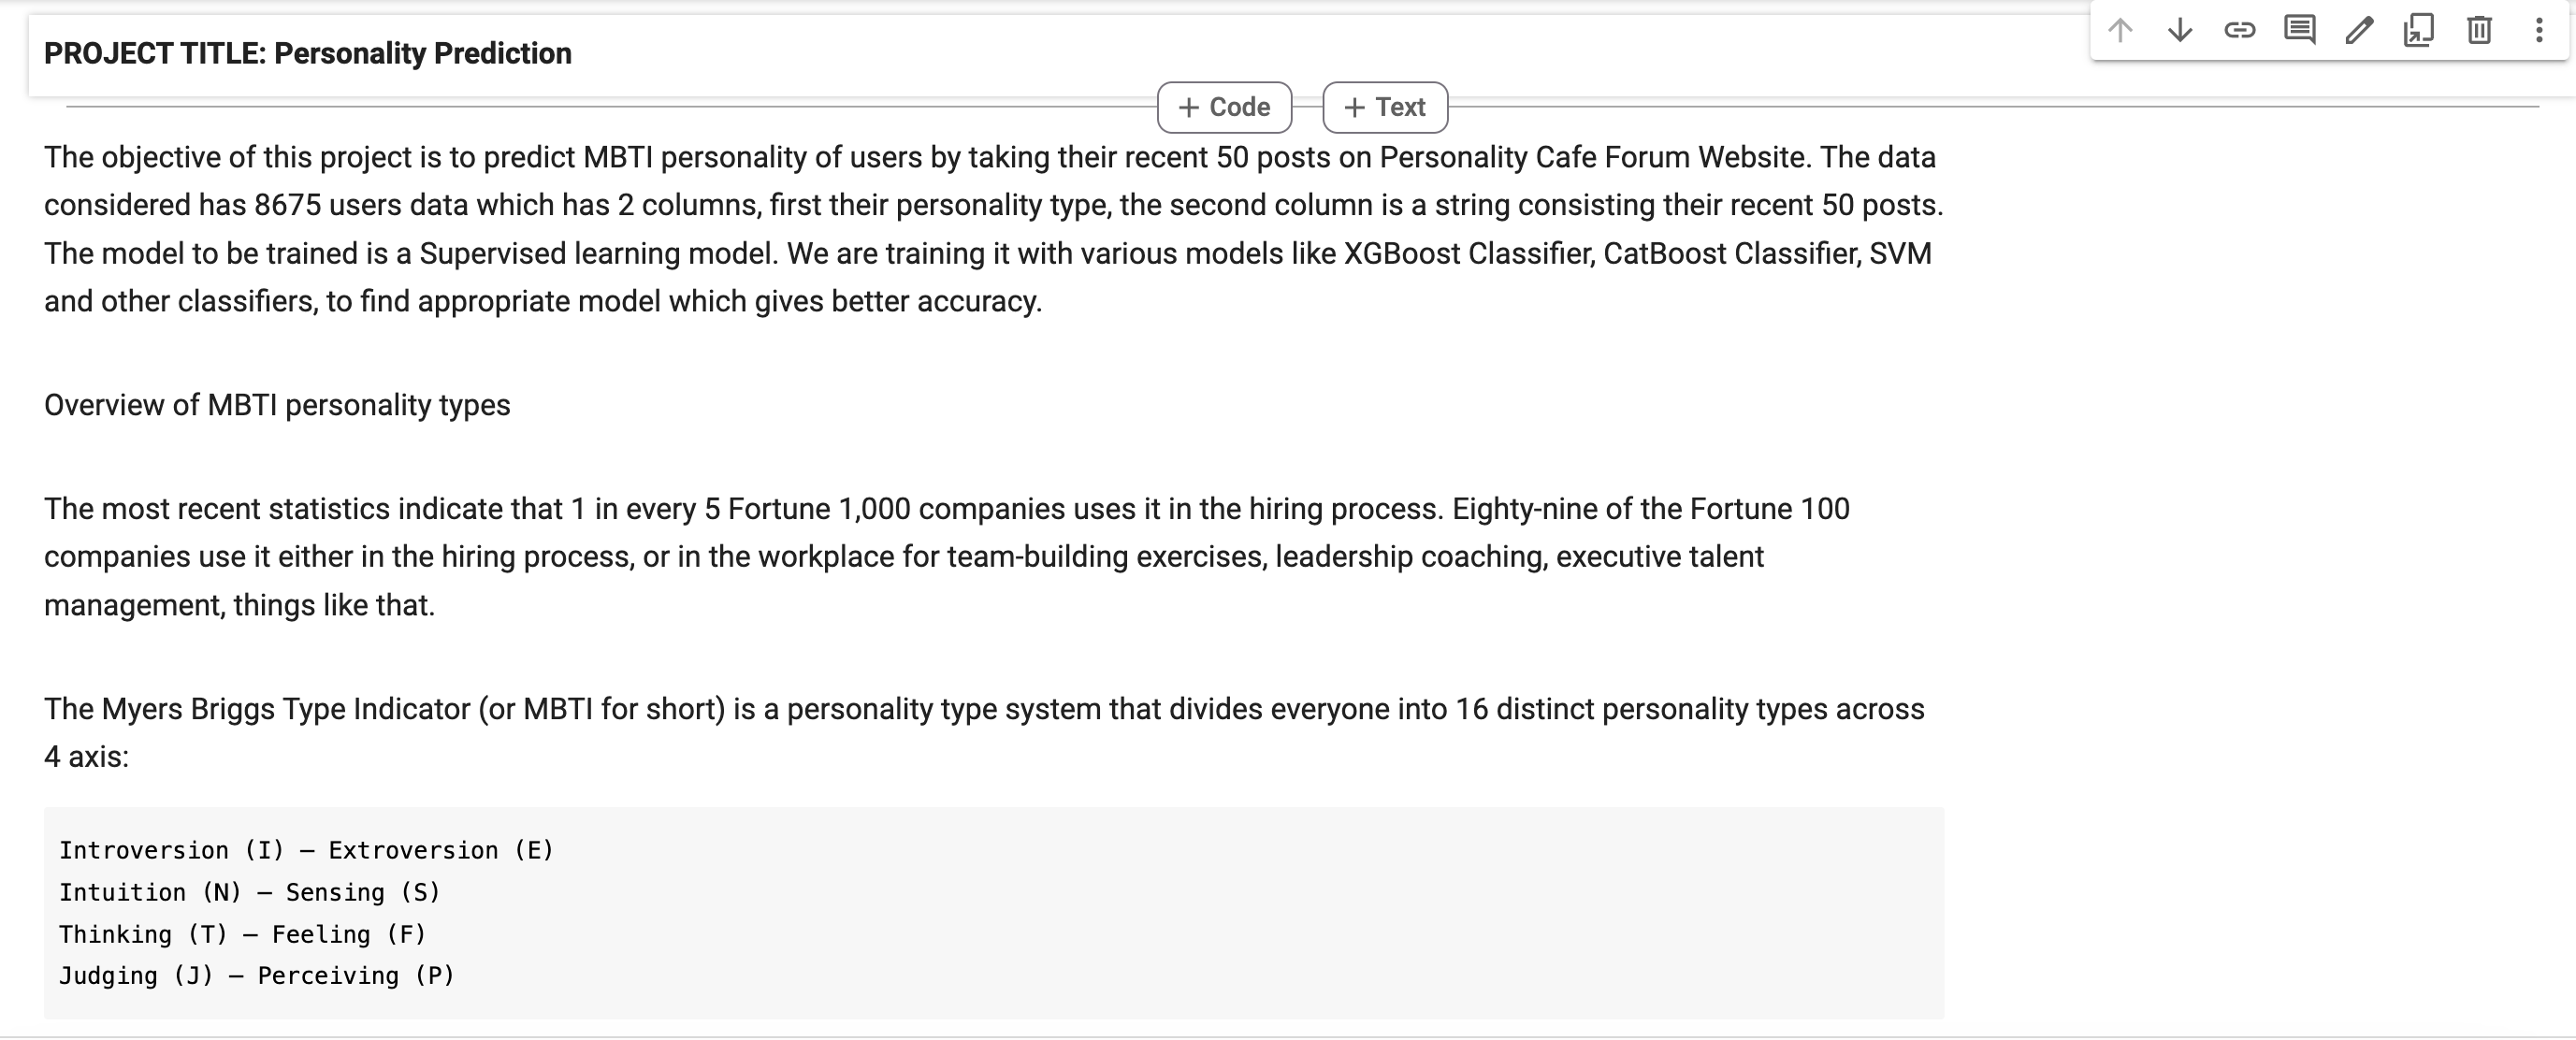 PROJECT TITLE: Personality Prediction
+ Code
+ Text
The objective of this project is to predict MBTI personality of users by taking their recent 50 posts on Personality Cafe Forum Website. The data
considered has 8675 users data which has 2 columns, first their personality type, the second column is a string consisting their recent 50 posts.
The model to be trained is a Supervised learning model. We are training it with various models like XGBoost Classifier, CatBoost Classifier, SVM
and other classifiers, to find appropriate model which gives better accuracy.
Overview of MBTI personality types
The most recent statistics indicate that 1 in every 5 Fortune 1,000 companies uses it in the hiring process. Eighty-nine of the Fortune 100
companies use it either in the hiring process, or in the workplace for team-building exercises, leadership coaching, executive talent
management, things like that.
The Myers Briggs Type Indicator (or MBTI for short) is a personality type system that divides everyone into 16 distinct personality types across
4 axis:
Introversion (I) – Extroversion (E)
Intuition (N) – Sensing (S)
Thinking (T) – Feeling (F)
Judging (J) – Perceiving (P)